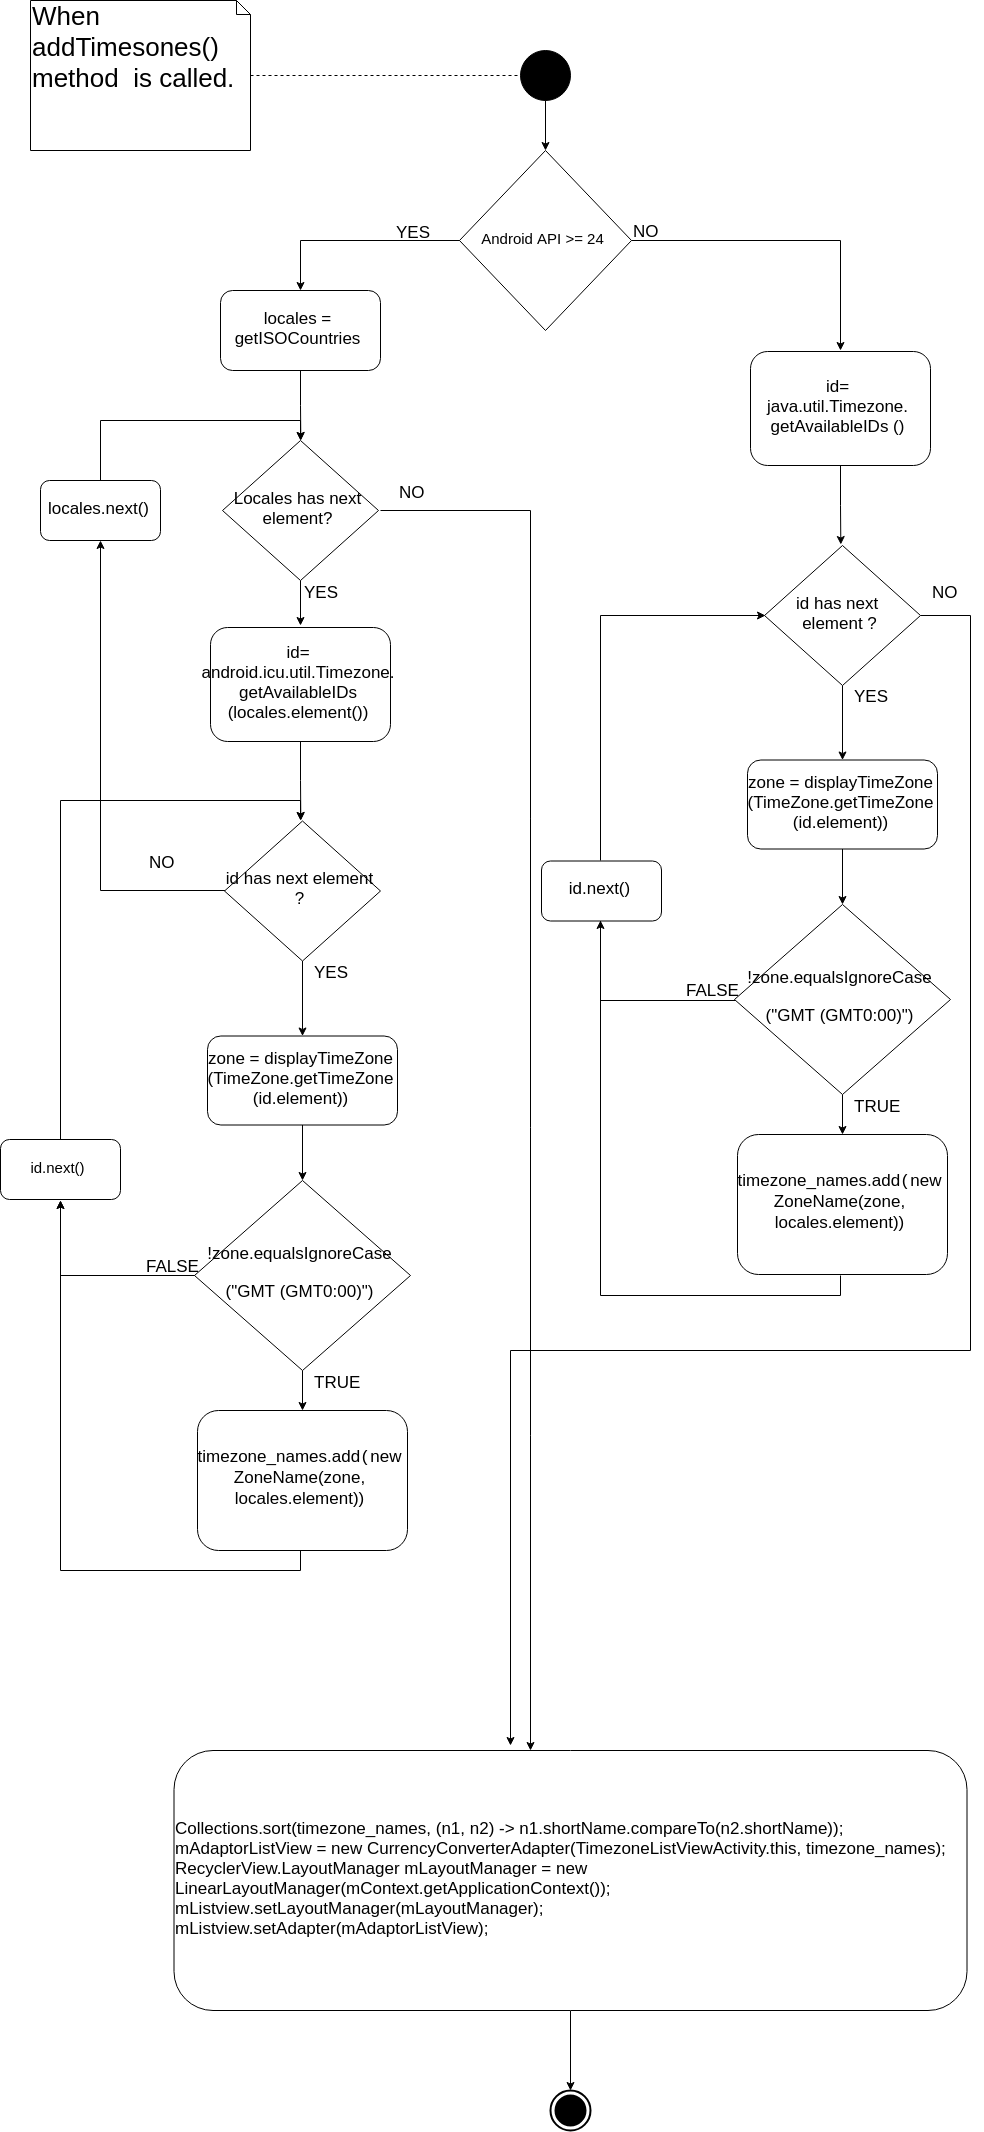 When
addTimesones()
method is called.
Android API >= 24
YES
NO
locales =
getISOCountries
locales.next()
Locales has next
element?
NO
YES
id=
android.icu.util.Timezone.
getAvailableIDs
(locales.element())
NO
id has next element
?
YES
zone = displayTimeZone
(TimeZone.getTimeZone
(id.element))
id.next()
FALSE
!zone.equalsIgnoreCase
("GMT (GMT0:00)")
TRUE
timezone_names.add(new
ZoneName(zone,
locales.element))
id=
java.util.Timezone.
getAvailableIDs ()
id has next
element ?
NO
YES
zone = displayTimeZone
(TimeZone.getTimeZone
(id.element))
id.next()
FALSE
!zone.equalsIgnoreCase
("GMT (GMT0:00)")
TRUE
timezone_names.add(new
ZoneName(zone,
locales.element))
Collections.sort(timezone_names, (n1, n2) -> n1.shortName.compareTo(n2.shortName));
mAdaptorListView = new CurrencyConverterAdapter(TimezoneListViewActivity.this, timezone_names);
RecyclerView.LayoutManager mLayoutManager = new
LinearLayoutManager(mContext.getApplicationContext());
mListview.setLayoutManager(mLayoutManager);
mListview.setAdapter(mAdaptorListView);